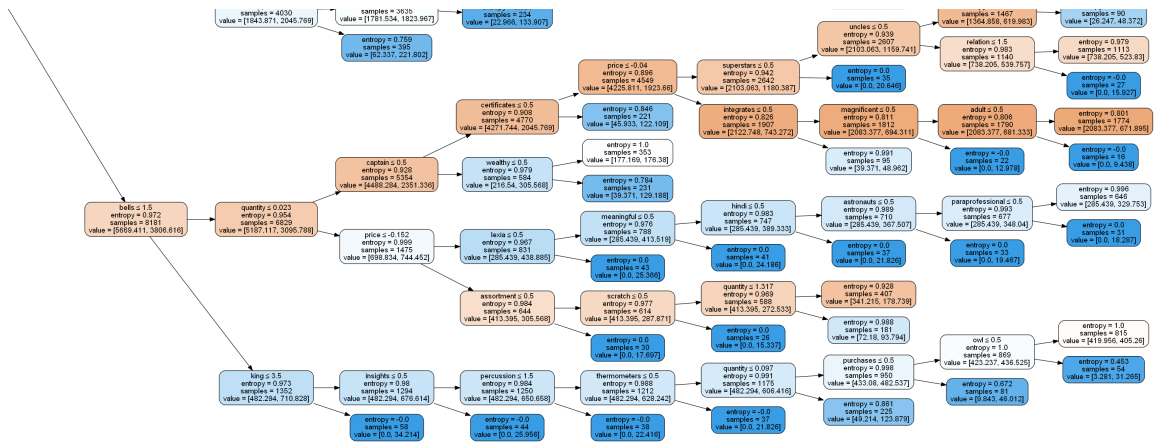 samples = 4030
value = [1843.871, 2045.769]
samples = 3635
value = [1781.534, 1823.967]
samples = 234
value = [22.966, 133.907]
entropy = 0.759
samples = 395
value = [62.337, 221.802]
samples = 1467
value = [1364.858, 619.983]
samples = 90
value = [26.247, 48.372]
uncles ≤ 0.5
entropy = 0.939
samples = 2607
value = [2103.063, 1159.741]
relation ≤ 1.5
entropy = 0.983
samples = 1140
value = [738.205, 539.757]
entropy = 0.979
samples = 1113
value = [738.205, 523.83]
entropy = -0.0
samples = 27
value = [0.0, 15.927]
price ≤ -0.04
entropy = 0.896
samples = 4549
value = [4225.811, 1923.66]
superstars ≤ 0.5
entropy = 0.942
samples = 2642
value = [2103.063, 1180.387]
entropy = 0.0
samples = 35
value = [0.0, 20.646]
certificates ≤ 0.5
entropy = 0.908
samples = 4770
value = [4271.744, 2045.769]
entropy = 0.846
samples = 221
value = [45.933, 122.109]
integrates ≤ 0.5
entropy = 0.826
samples = 1907
value = [2122.748, 743.272]
magnificent ≤ 0.5
entropy = 0.811
samples = 1812
value = [2083.377, 694.311]
adult ≤ 0.5
entropy = 0.806
samples = 1790
value = [2083.377, 681.333]
entropy = 0.801
samples = 1774
value = [2083.377, 671.895]
entropy = -0.0
samples = 16
value = [0.0, 9.438]
entropy = -0.0
samples = 22
value = [0.0, 12.978]
entropy = 0.991
samples = 95
value = [39.371, 48.962]
captain ≤ 0.5
entropy = 0.928
samples = 5354
value = [4488.284, 2351.336]
wealthy ≤ 0.5
entropy = 0.979
samples = 584
value = [216.54, 305.568]
entropy = 1.0
samples = 353
value = [177.169, 176.38]
entropy = 0.784
samples = 231
value = [39.371, 129.188]
bells ≤ 1.5
entropy = 0.972
samples = 8181
value = [5669.411, 3806.616]
quantity ≤ 0.023
entropy = 0.954
samples = 6829
value = [5187.117, 3095.788]
price ≤ -0.152
entropy = 0.999
samples = 1475
value = [698.834, 744.452]
lexia ≤ 0.5
entropy = 0.967
samples = 831
value = [285.439, 438.885]
meaningful ≤ 0.5
entropy = 0.976
samples = 788
value = [285.439, 413.519]
hindi ≤ 0.5
entropy = 0.983
samples = 747
value = [285.439, 389.333]
astronauts ≤ 0.5
entropy = 0.989
samples = 710
value = [285.439, 367.507]
paraprofessional ≤ 0.5
entropy = 0.993
samples = 677
value = [285.439, 348.04]
entropy = 0.996
samples = 646
value = [285.439, 329.753]
entropy = 0.0
samples = 31
value = [0.0, 18.287]
entropy = 0.0
samples = 33
value = [0.0, 19.467]
entropy = 0.0
samples = 37
value = [0.0, 21.826]
entropy = 0.0
samples = 41
value = [0.0, 24.186]
entropy = 0.0
samples = 43
value = [0.0, 25.366]
assortment ≤ 0.5
entropy = 0.984
samples = 644
value = [413.395, 305.568]
scratch ≤ 0.5
entropy = 0.977
samples = 614
value = [413.395, 287.871]
quantity ≤ 1.317
entropy = 0.969
samples = 588
value = [413.395, 272.533]
entropy = 0.928
samples = 407
value = [341.215, 178.739]
entropy = 0.988
samples = 181
value = [72.18, 93.794]
entropy = 0.0
samples = 26
value = [0.0, 15.337]
entropy = 0.0
samples = 30
value = [0.0, 17.697]
king ≤ 3.5
entropy = 0.973
samples = 1352
value = [482.294, 710.828]
insights ≤ 0.5
entropy = 0.98
samples = 1294
value = [482.294, 676.614]
percussion ≤ 1.5
entropy = 0.984
samples = 1250
value = [482.294, 650.658]
thermometers ≤ 0.5
entropy = 0.988
samples = 1212
value = [482.294, 628.242]
quantity ≤ 0.097
entropy = 0.991
samples = 1175
value = [482.294, 606.416]
purchases ≤ 0.5
entropy = 0.998
samples = 950
value = [433.08, 482.537]
owl ≤ 0.5
entropy = 1.0
samples = 869
value = [423.237, 436.525]
entropy = 1.0
samples = 815
value = [419.956, 405.26]
entropy = 0.453
samples = 54
value = [3.281, 31.265]
entropy = 0.672
samples = 81
value = [9.843, 46.012]
entropy = 0.861
samples = 225
value = [49.214, 123.879]
entropy = -0.0
samples = 37
value = [0.0, 21.826]
entropy = -0.0
samples = 38
value = [0.0, 22.416]
entropy = -0.0
samples = 44
value = [0.0, 25.956]
entropy = -0.0
samples = 58
value = [0.0, 34.214]